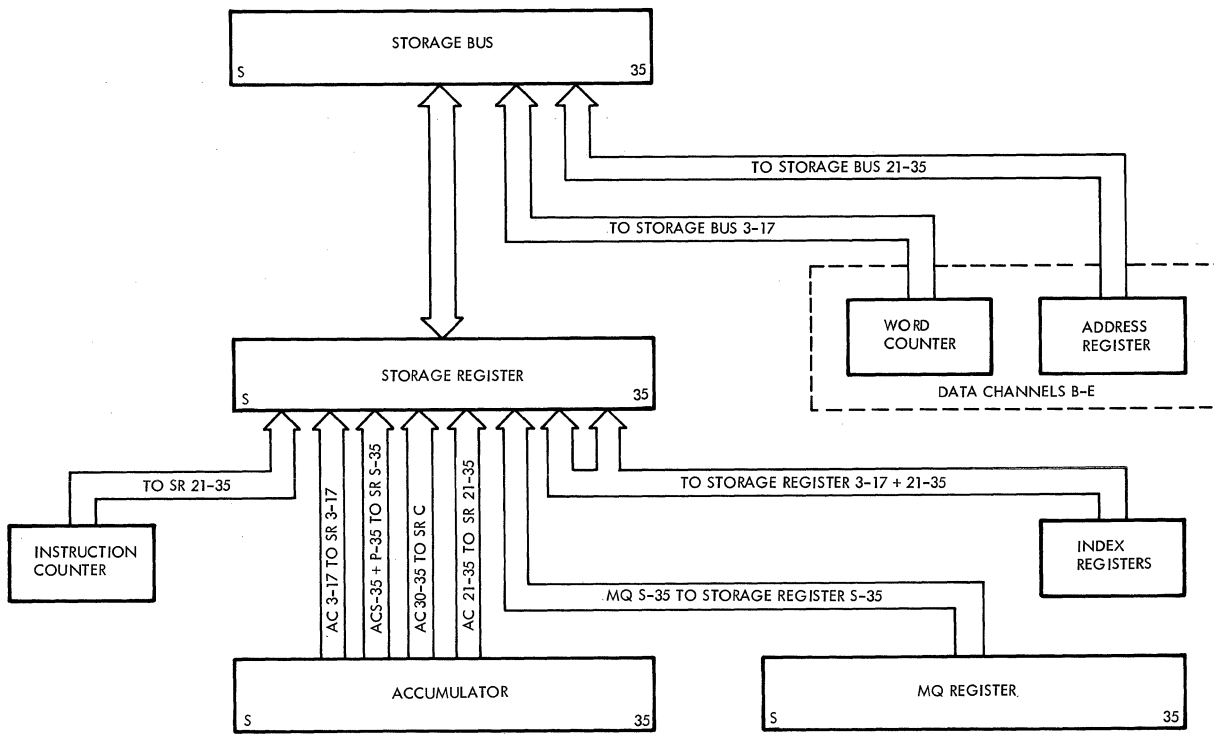 STORAGE BUS
S 35
TO STORAGE BUS 21-35
TO STORAGE BUS 3-17
WORD
COUNTER
ADDRESS
REGISTER
DATA CHANNELS B-E
STORAGE REGISTER
S 35
TO SR 21-35
AC 3-17 TO SR 3-17
ACS-35 + P-35 TO SR S-35
AC30-35 TO SR C
AC 21-35 TO SR 21-35
TO STORAGE REGISTER 3-17 + 21-35
INSTRUCTION
COUNTER
INDEX
REGISTERS
MQ S-35 TO STORAGE REGISTER S-35
ACCUMULATOR
S 35
MQ REGISTER
S 35